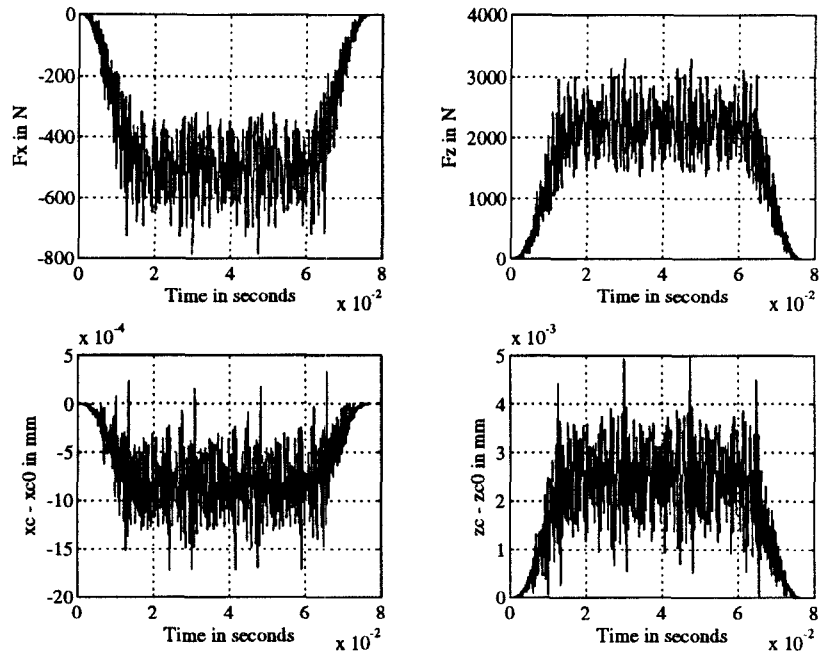 0
-200
-400
-600
-800
Fx in N
0 2 4 6 8
Time in seconds
x 10-2
4000
3000
2000
1000
0
Fz in N
0 2 4 6 8
Time in seconds
x 10-2
x 10-4
5
0
-5
-10
-15
-20
xc - xc0 in mm
0 2 4 6 8
Time in seconds
x 10-2
x 10-3
5
4
3
2
1
0
zc - zc0 in mm
0 2 4 6 8
Time in seconds
x 10-2